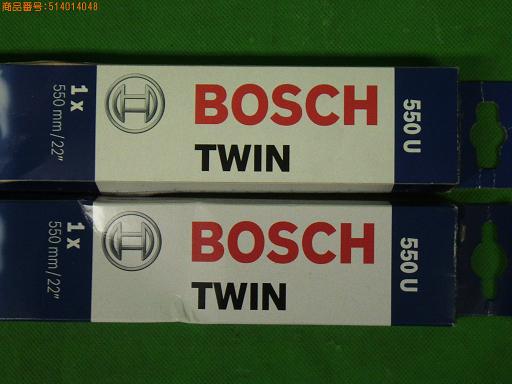 商品番号:514014048
1 x
550 mm / 22"
BOSCH
TWIN
550 U
1 x
550 mm / 22"
BOSCH
TWIN
550 U